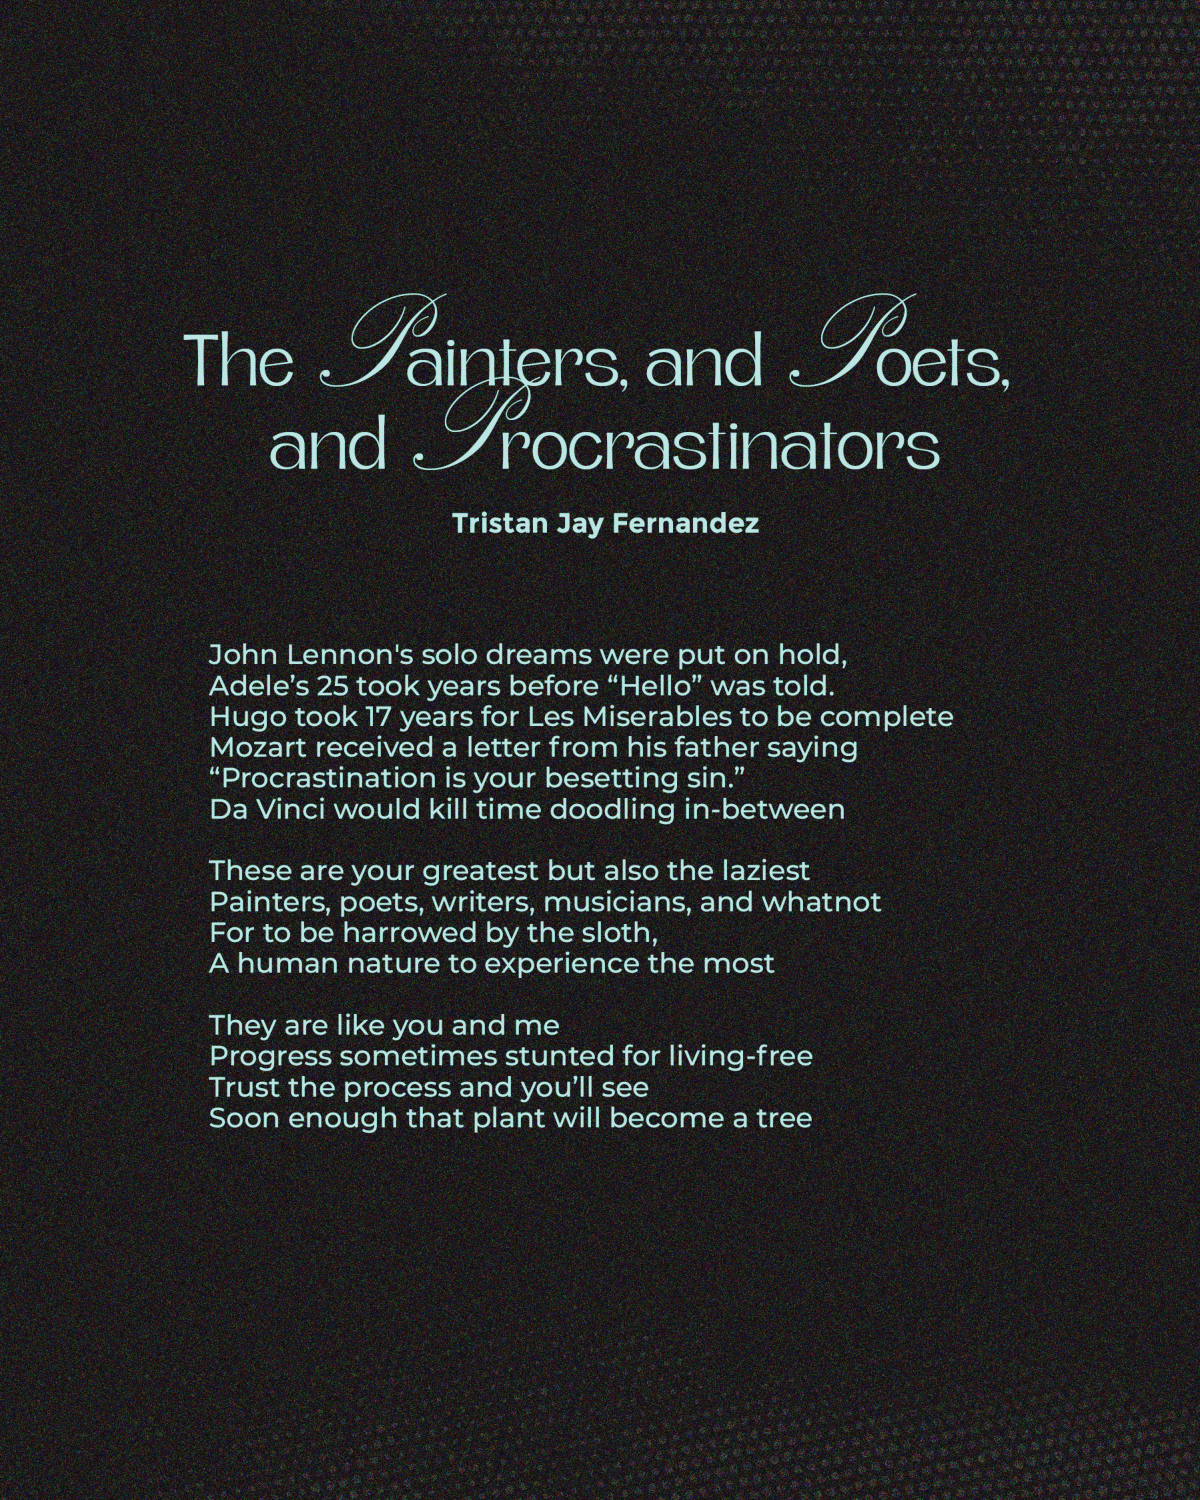 The Painters, and Poets,
and Procrastinators
Tristan Jay Fernandez
John Lennon's solo dreams were put on hold,
Adele’s 25 took years before “Hello” was told.
Hugo took 17 years for Les Miserables to be complete
Mozart received a letter from his father saying
“Procrastination is your besetting sin.”
Da Vinci would kill time doodling in-between
These are your greatest but also the laziest
Painters, poets, writers, musicians, and whatnot
For to be harrowed by the sloth,
A human nature to experience the most
They are like you and me
Progress sometimes stunted for living-free
Trust the process and you’ll see
Soon enough that plant will become a tree